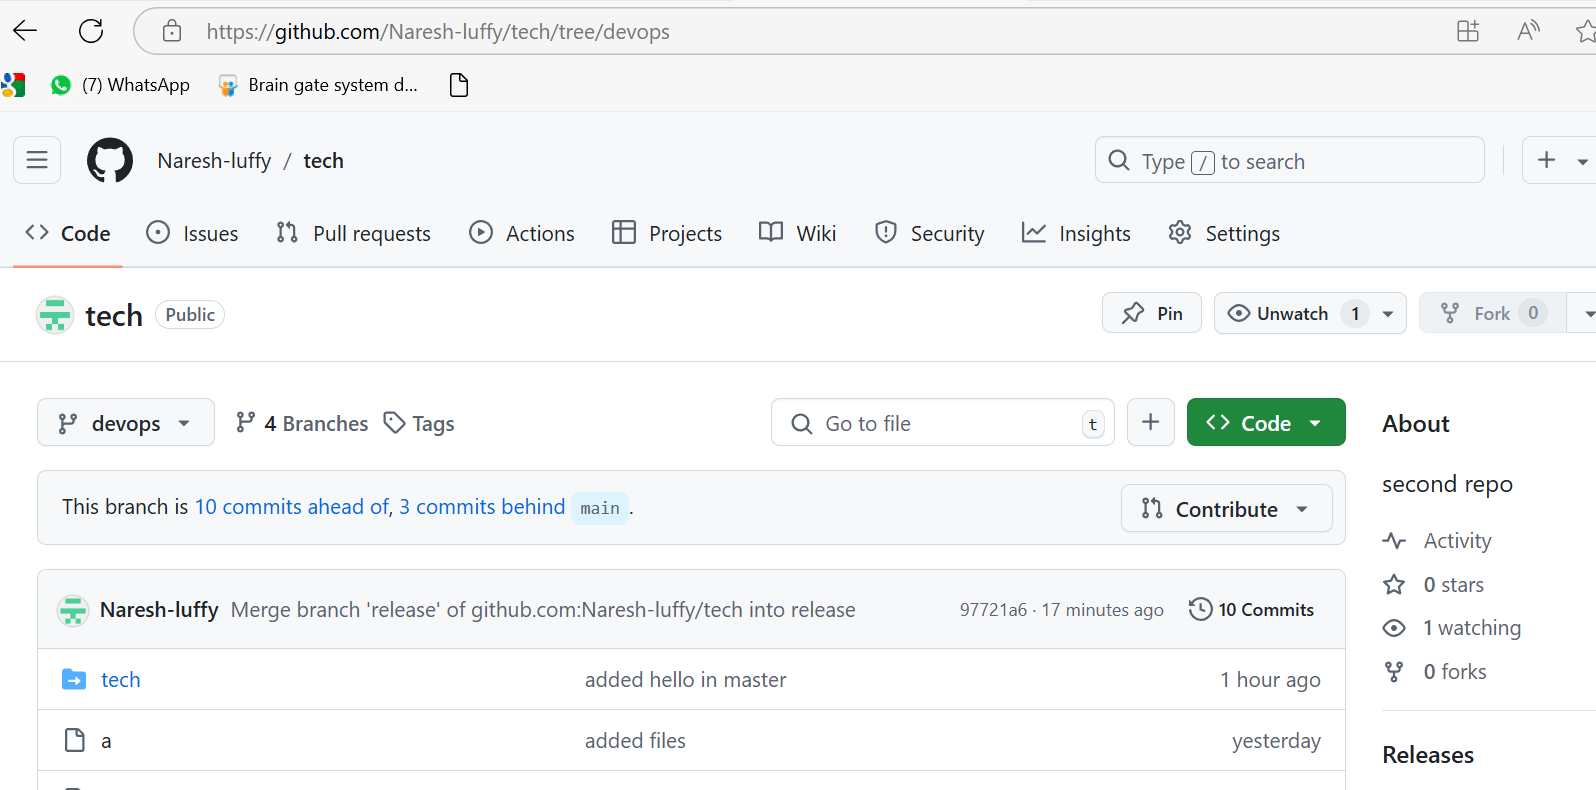 https://github.com/Naresh-luffy/tech/tree/devops
(7) WhatsApp Brain gate system d...
Naresh-luffy / tech Type / to search
Code Issues Pull requests Actions Projects Wiki Security Insights Settings
tech Public Pin Unwatch 1 Fork 0
devops 4 Branches Tags Go to file t Code
About
This branch is 10 commits ahead of, 3 commits behind main . Contribute
second repo
Activity
0 stars
1 watching
0 forks
Naresh-luffy Merge branch 'release' of github.com:Naresh-luffy/tech into release 97721a6 · 17 minutes ago 10 Commits
tech added hello in master 1 hour ago
a added files yesterday
Releases